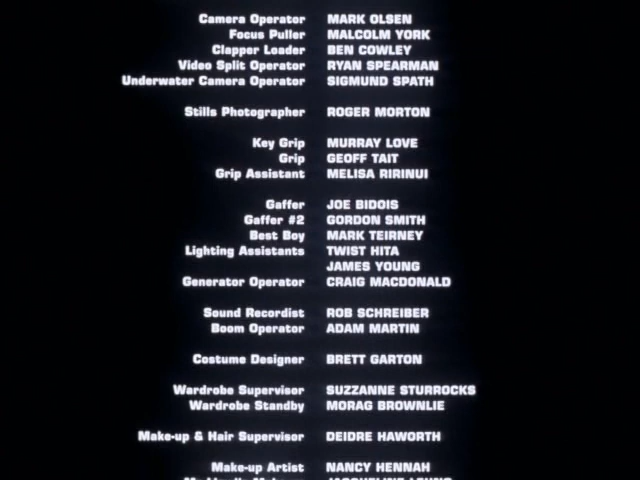 Camera Operator MARK OLSEN
Focus Puller MALCOLM YORK
Clapper Loader BEN COWLEY
Video Split Operator RYAN SPEARMAN
Underwater Camera Operator SIGMUND SPATH
Stills Photographer ROGER MORTON
Key Grip MURRAY LOVE
Grip GEOFF TAIT
Grip Assistant MELISA RIRINUI
Gaffer JOE BIDOIS
Gaffer #2 GORDON SMITH
Best Boy MARK TEIRNEY
Lighting Assistants TWIST HITA
JAMES YOUNG
Generator Operator CRAIG MACDONALD
Sound Recordist ROB SCHREIBER
Boom Operator ADAM MARTIN
Costume Designer BRETT GARTON
Wardrobe Supervisor SUZZANNE STURROCKS
Wardrobe Standby MORAG BROWNLIE
Make-up & Hair Supervisor DEIDRE HAWORTH
Make-up Artist NANCY HENNAH